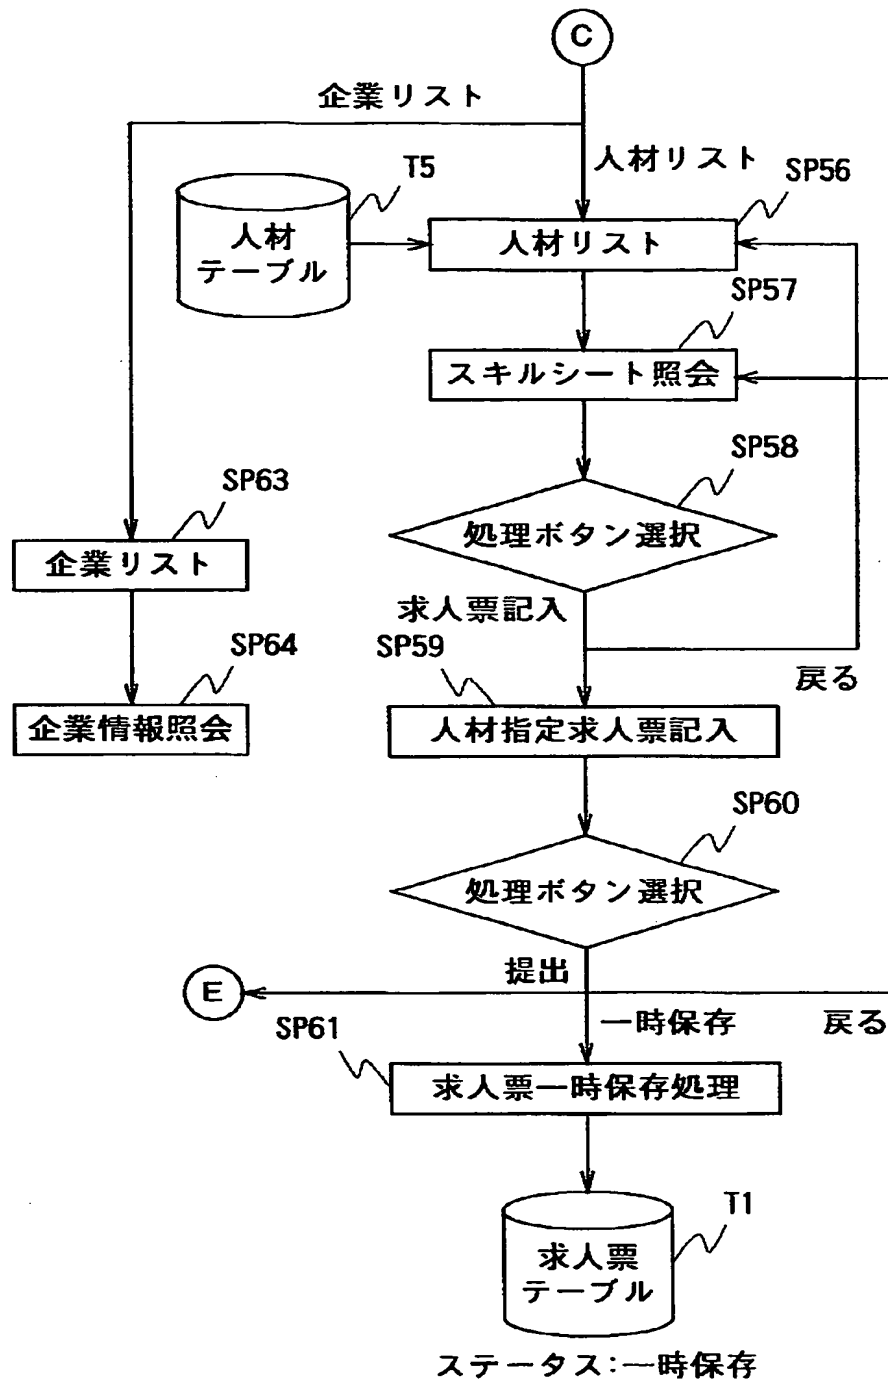 C
企業リスト
人材リスト
T5
SP56
人材
テーブル
人材リスト
SP57
スキルシート照会
SP58
処理ボタン選択
SP63
企業リスト
求人票記入
戻る
SP64
SP59
企業情報照会
人材指定求人票記入
SP60
処理ボタン選択
提出
E
一時保存
戻る
SP61
求人票一時保存処理
T1
求人票
テーブル
ステータス:一時保存